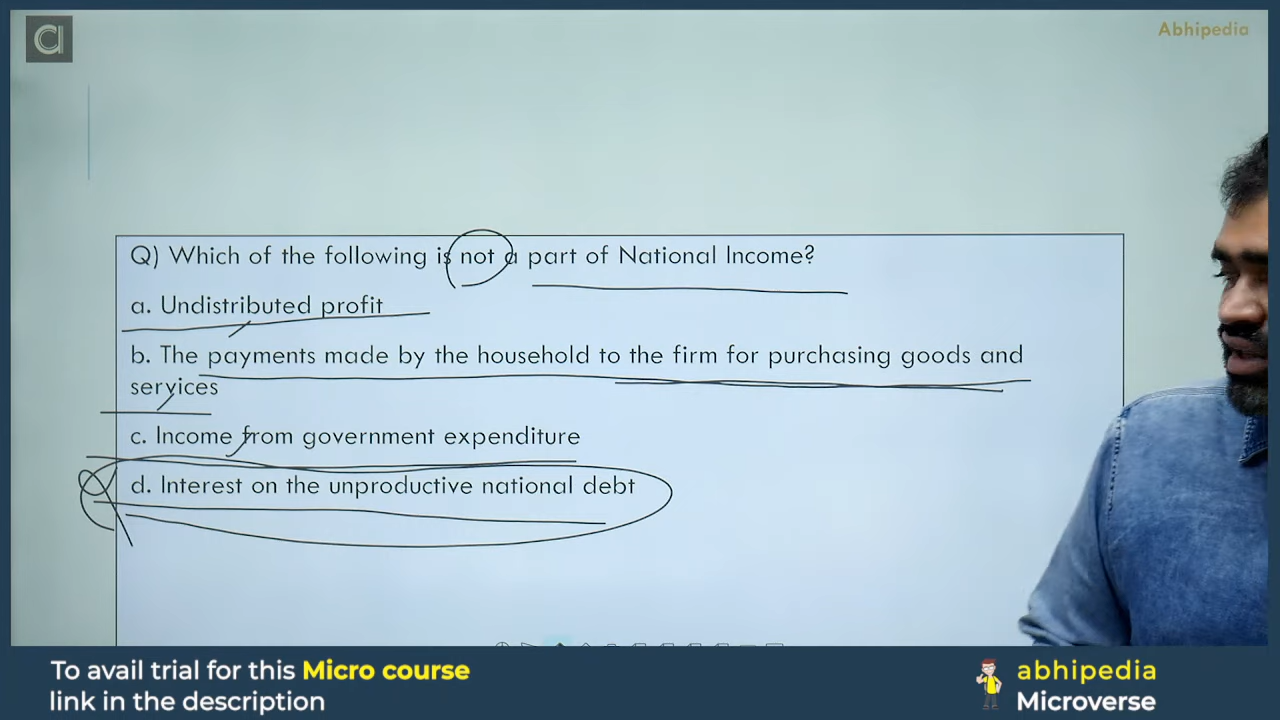 Abhipedia
Q) Which of the following is not a part of National Income?
a. Undistributed profit
b. The payments made by the household to the firm for purchasing goods and
services
c. Income from government expenditure
d. Interest on the unproductive national debt
To avail trial for this Micro course
link in the description
abhipedia
Microverse